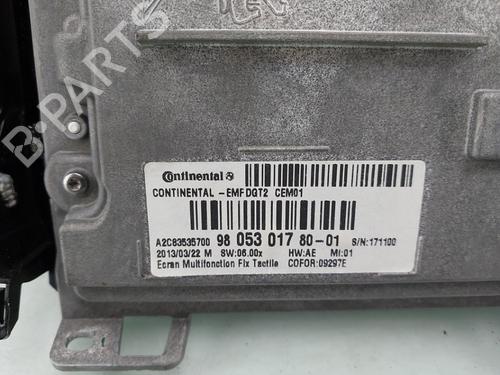 B-PARTS
Continental
CONTINENTAL -EMFDGT2 CEM01
A2C83535700 98 053 017 80-01 S/N:171100
2013/03/22 M SW:06.00x HW:AE MI:01
Ecran Multifonction Fix Tactile COFOR:09297E